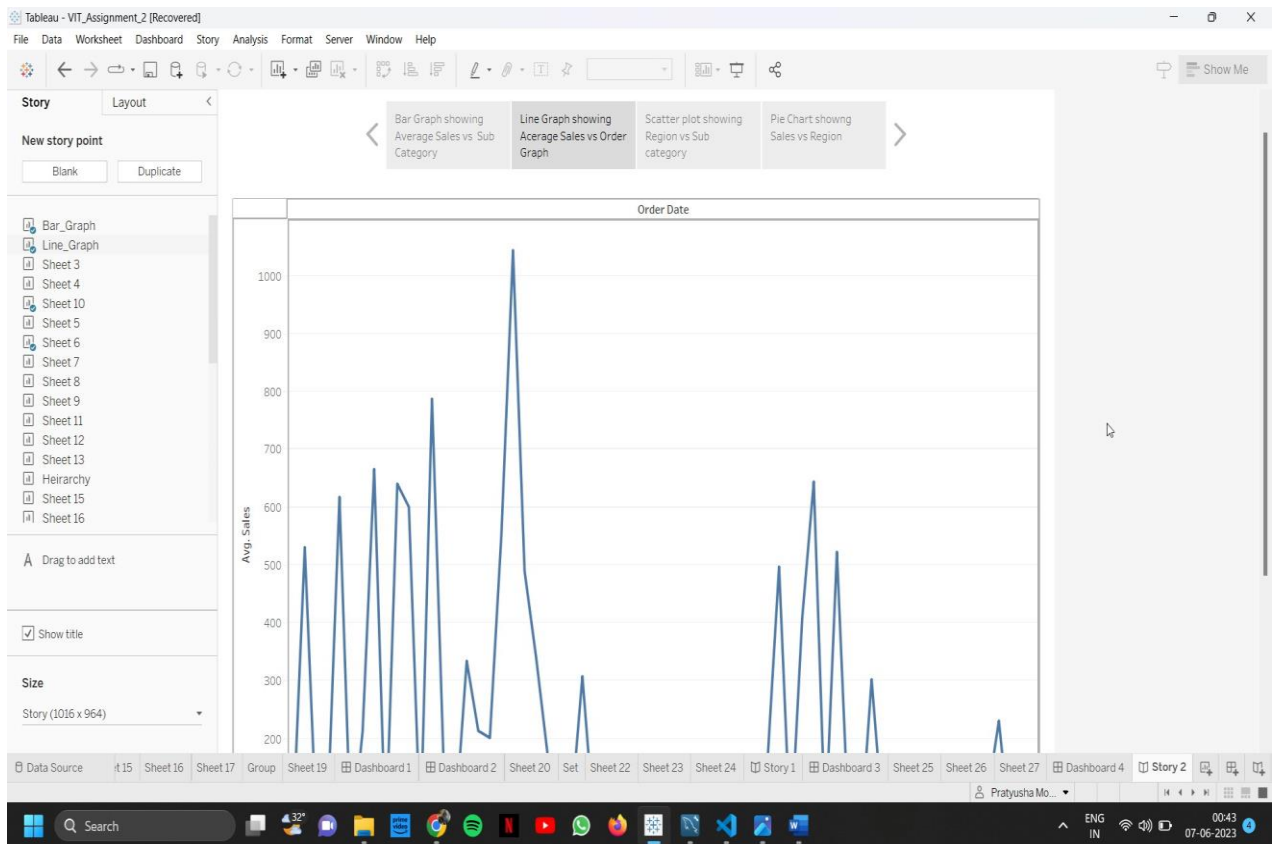 Tableau - VIT_Assignment_2 [Recovered]
File Data Worksheet Dashboard Story Analysis Format Server Window Help
Show Me
Story Layout
New story point
Blank Duplicate
Bar_Graph
Line_Graph
Sheet 3
Sheet 4
Sheet 10
Sheet 5
Sheet 6
Sheet 7
Sheet 8
Sheet 9
Sheet 11
Sheet 12
Sheet 13
Heirarchy
Sheet 15
Sheet 16
A Drag to add text
Show title
Size
Story (1016 x 964)
Bar Graph showing
Average Sales vs Sub
Category
Line Graph showing
Acerage Sales vs Order
Graph
Scatter plot showing
Region vs Sub
category
Pie Chart showng
Sales vs Region
Order Date
1000
900
800
700
600
500
400
300
200
Avg. Sales
Data Source t 15 Sheet 16 Sheet 17 Group Sheet 19 Dashboard 1 Dashboard 2 Sheet 20 Set Sheet 22 Sheet 23 Sheet 24 Story 1 Dashboard 3 Sheet 25 Sheet 26 Sheet 27 Dashboard 4 Story 2
Pratyusha Mo...
Search
32°
prime video
N
W
ENG
IN
00:43
07-06-2023
4